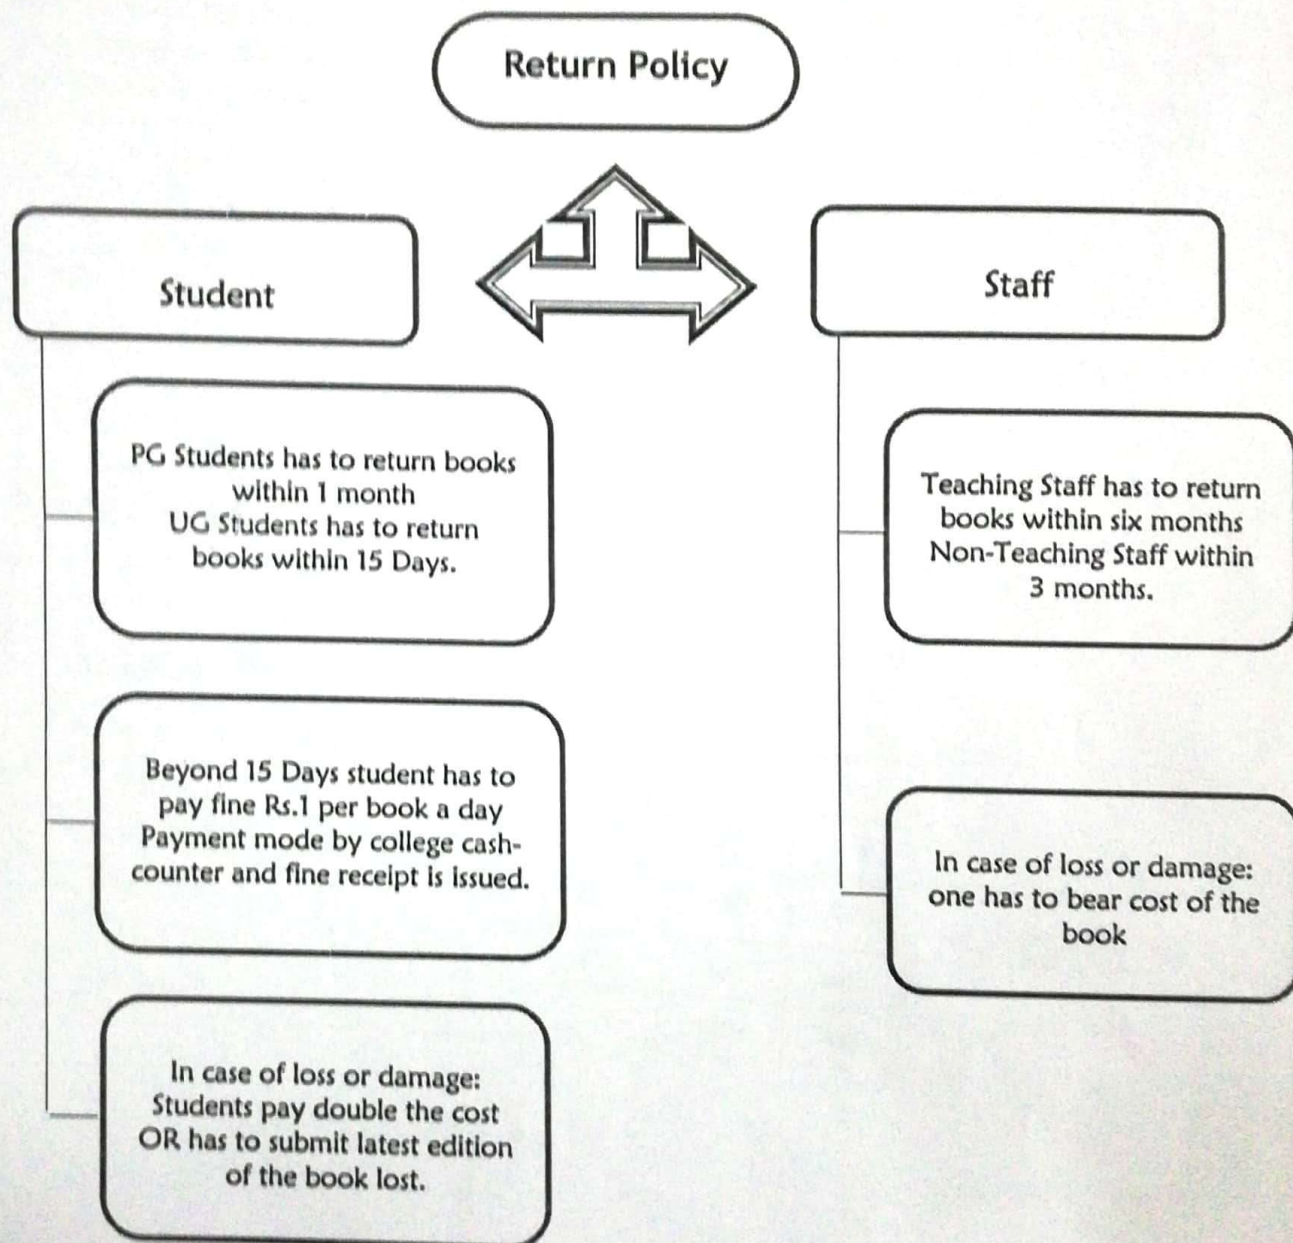 Return Policy
Student
PG Students has to return books
within 1 month
UG Students has to return
books within 15 Days.
Beyond 15 Days student has to
pay fine Rs.1 per book a day
Payment mode by college cash-
counter and fine receipt is issued.
In case of loss or damage:
Students pay double the cost
OR has to submit latest edition
of the book lost.
Staff
Teaching Staff has to return
books within six months
Non-Teaching Staff within
3 months.
In case of loss or damage:
one has to bear cost of the
book